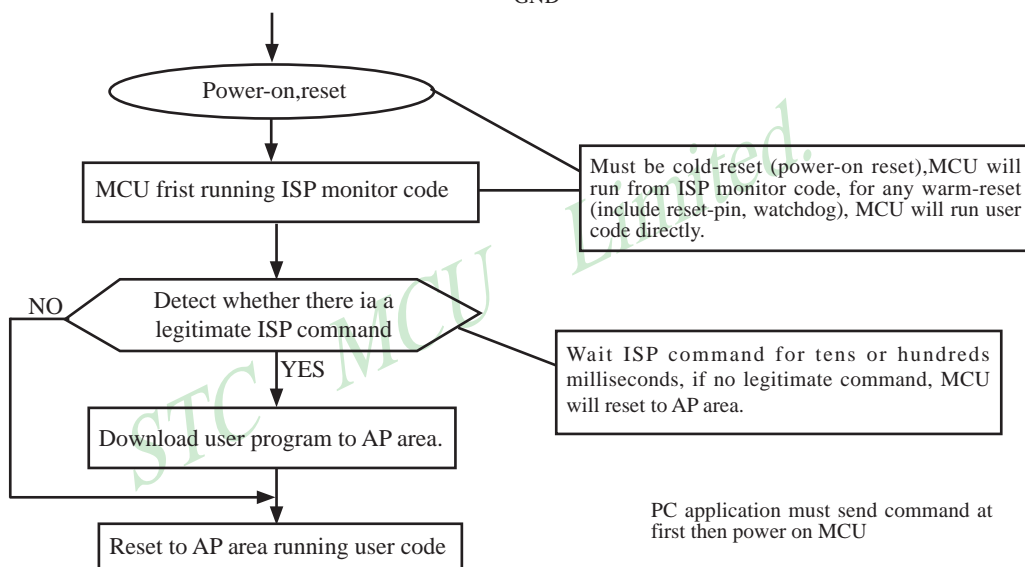 GND
Power-on,reset
MCU frist running ISP monitor code
Must be cold-reset (power-on reset),MCU will
run from ISP monitor code, for any warm-reset
(include reset-pin, watchdog), MCU will run user
code directly.
NO
Detect whether there ia a
legitimate ISP command
YES
Wait ISP command for tens or hundreds
milliseconds, if no legitimate command, MCU
will reset to AP area.
Download user program to AP area.
PC application must send command at
first then power on MCU
Reset to AP area running user code
STC MCU Limited.